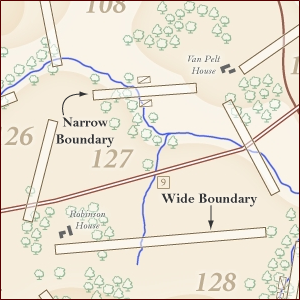 108
Van Pelt
House
Narrow
Boundary
26
127
9
Wide Boundary
Robinson
House
128